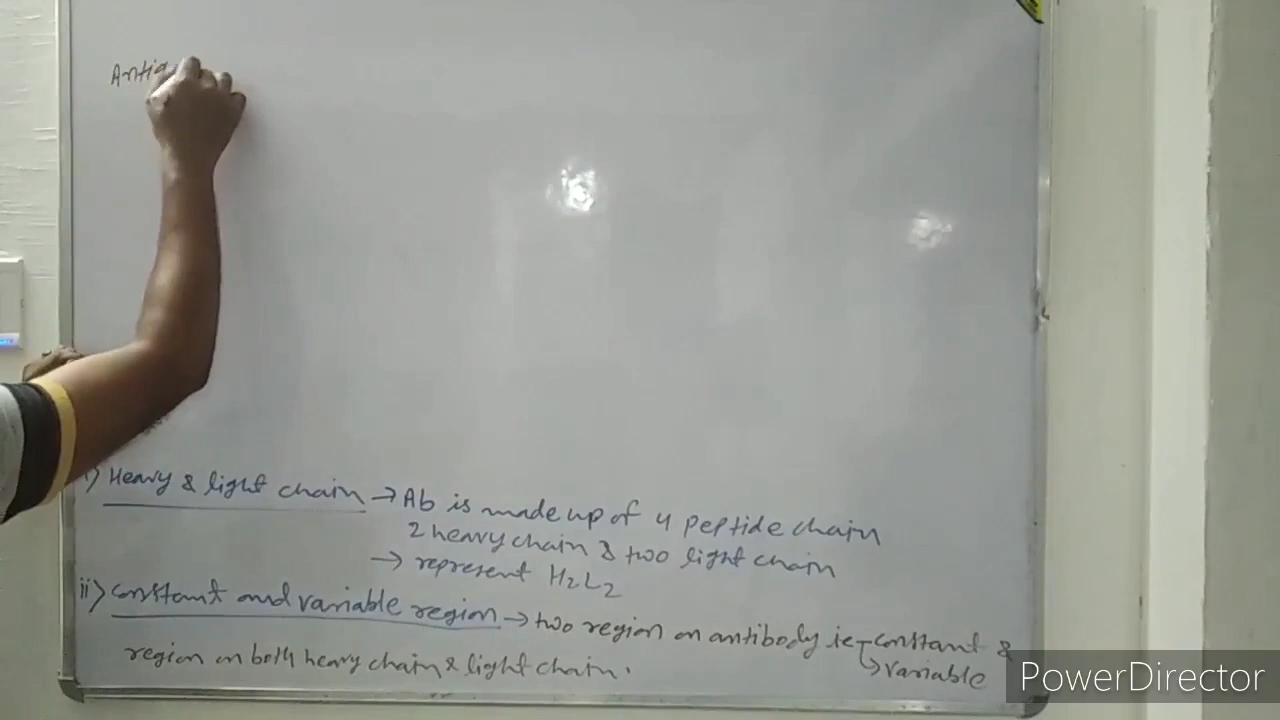 Antig
i) Heavy & light chain → Ab is made up of 4 peptide chain
2 heavy chain & two light chain
→ represent H2L2
ii) constant and variable region → two region on antibody ie → constant &
→ variable
region on both heavy chain & light chain.
PowerDirector